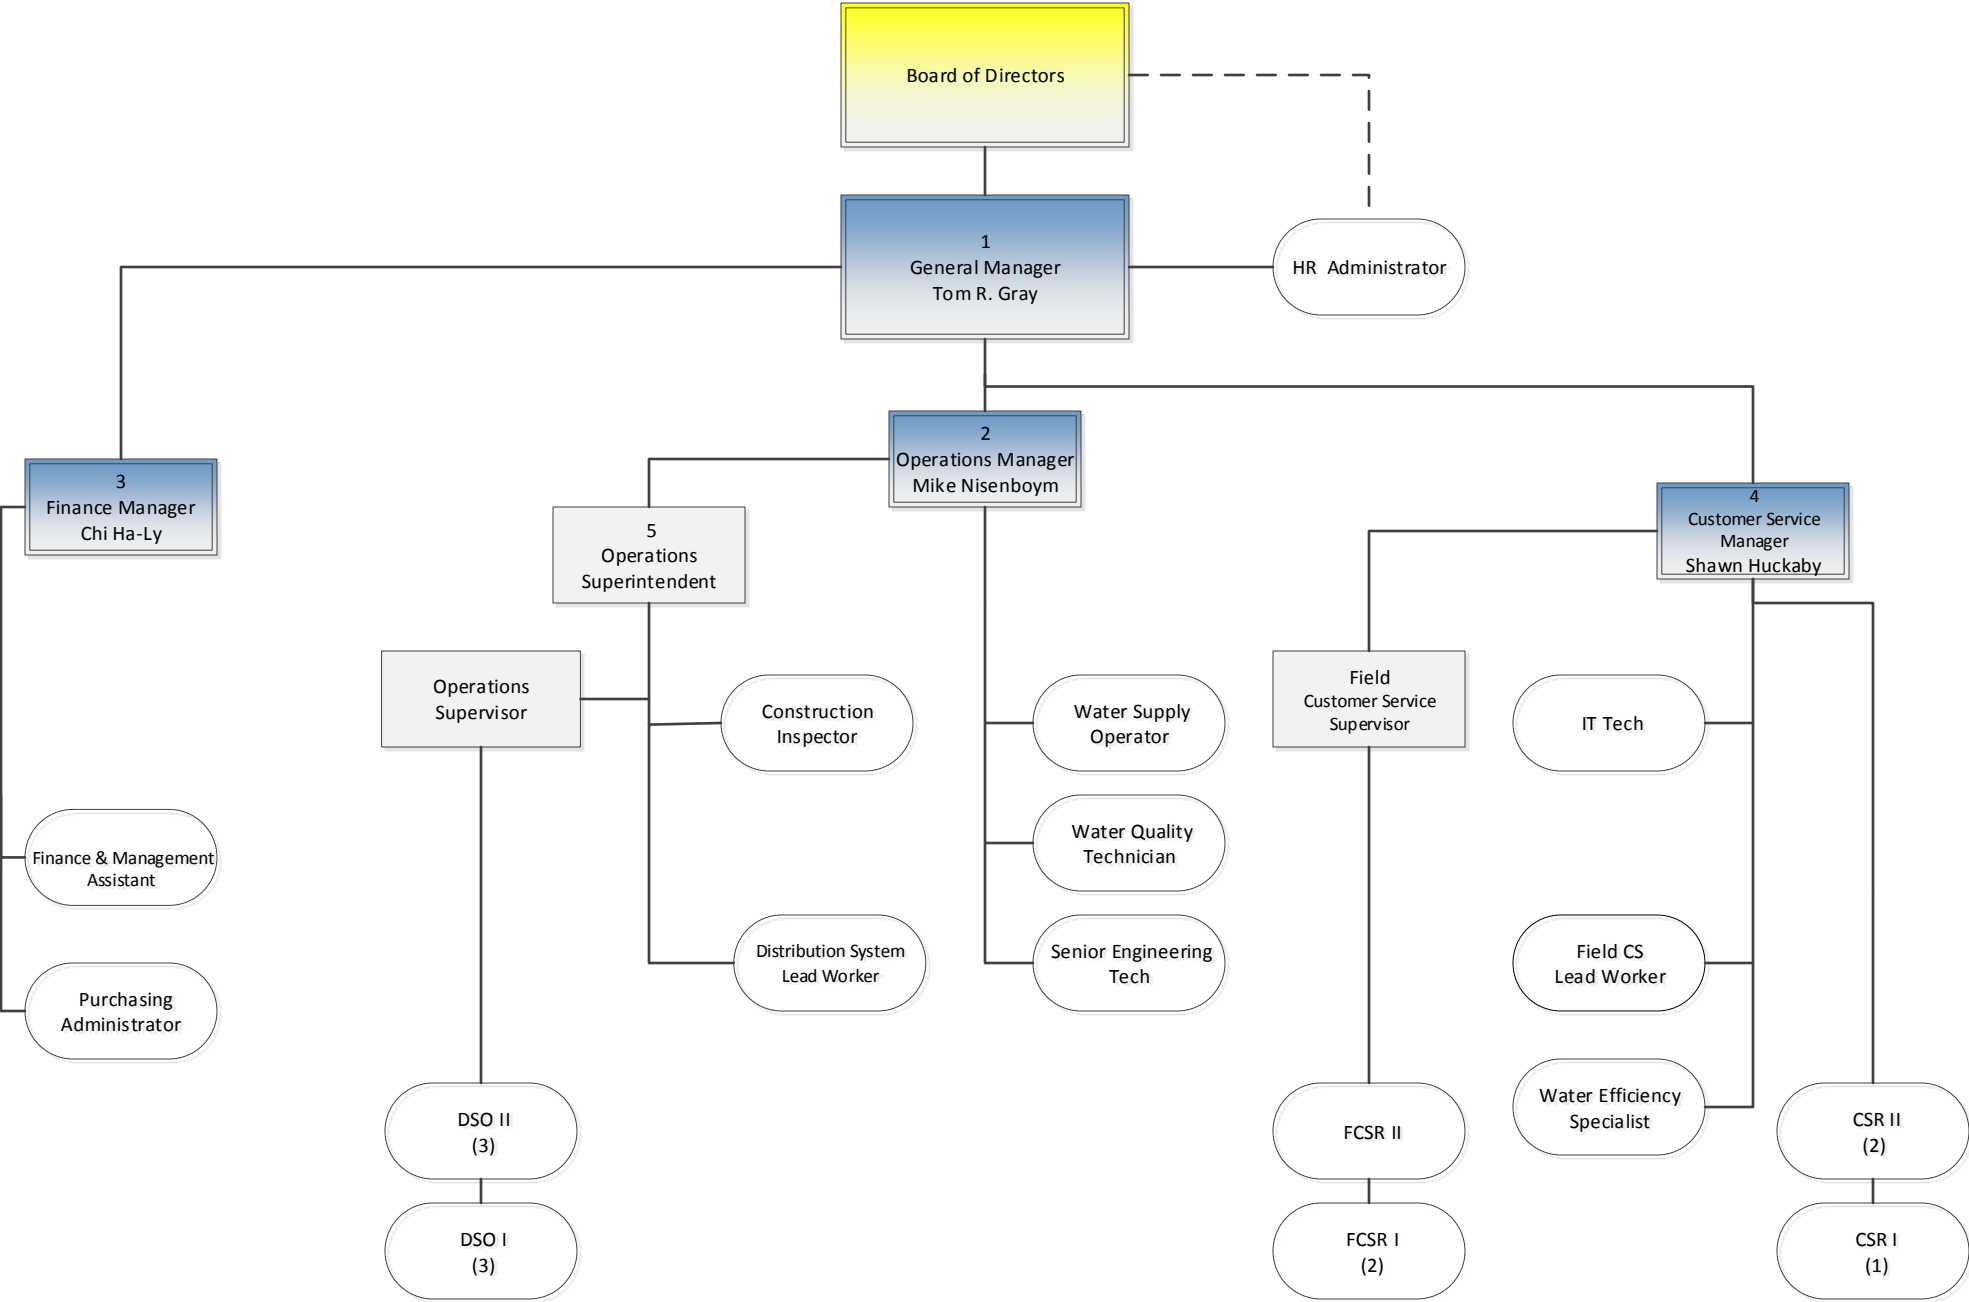 Board of Directors
1
General Manager
Tom R. Gray
HR Administrator
2
Operations Manager
Mike Nisenboym
3
Finance Manager
Chi Ha-Ly
4
Customer Service
Manager
Shawn Huckaby
5
Operations
Superintendent
Operations
Supervisor
Construction
Inspector
Water Supply
Operator
Field
Customer Service
Supervisor
IT Tech
Finance & Management
Assistant
Water Quality
Technician
Distribution System
Lead Worker
Senior Engineering
Tech
Field CS
Lead Worker
Purchasing
Administrator
Water Efficiency
Specialist
DSO II
(3)
FCSR II
CSR II
(2)
DSO I
(3)
FCSR I
(2)
CSR I
(1)